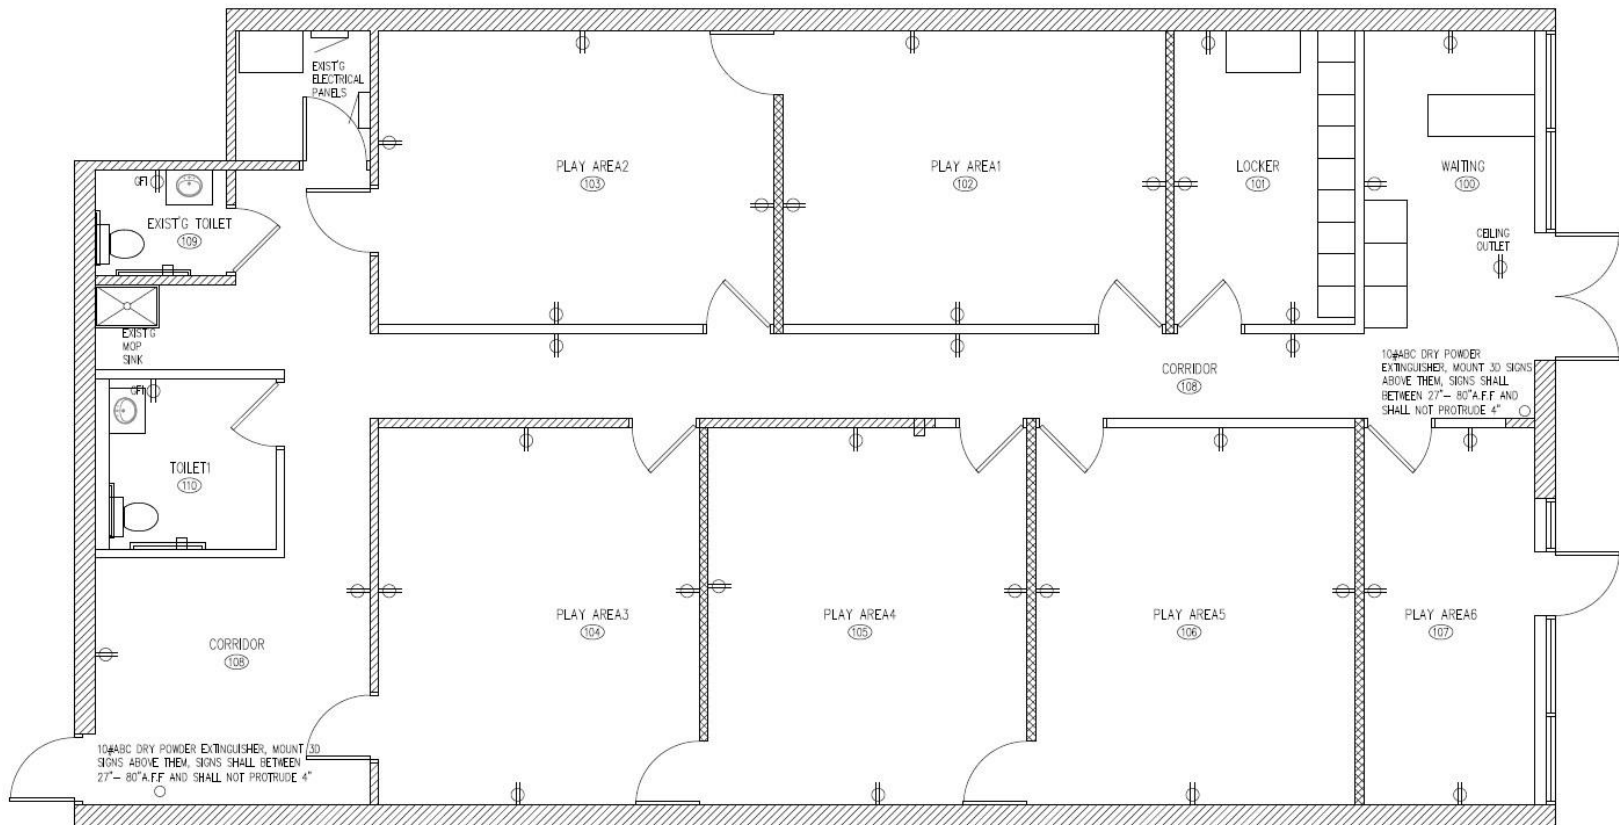 EXIST'G
ELECTRICAL
PANELS
PLAY AREA2
103
PLAY AREA1
102
LOCKER
101
WAITING
100
GFI
EXIST'G TOILET
109
CEILING
OUTLET
EXIST'G
MOP
SINK
CORRIDOR
108
10#ABC DRY POWDER
EXTINGUISHER, MOUNT 3D SIGNS
ABOVE THEM, SIGNS SHALL
BETWEEN 27"- 80"A.F.F AND
SHALL NOT PROTRUDE 4"
GFI
TOILET1
110
PLAY AREA3
104
PLAY AREA4
105
PLAY AREA5
106
PLAY AREA6
107
CORRIDOR
108
10#ABC DRY POWDER EXTINGUISHER, MOUNT 3D
SIGNS ABOVE THEM, SIGNS SHALL BETWEEN
27"- 80"A.F.F AND SHALL NOT PROTRUDE 4"